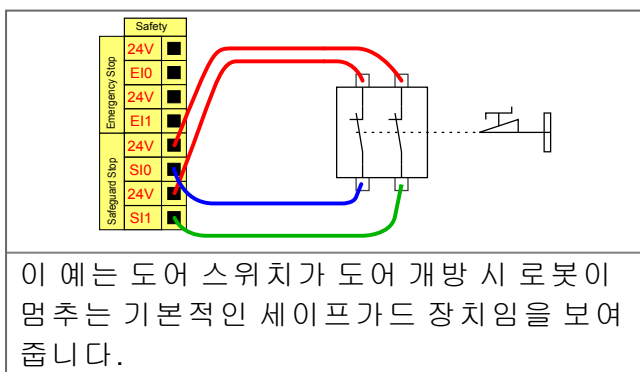 Safety
Emergency Stop
24V
EI0
24V
EI1
Safeguard Stop
24V
SI0
24V
SI1
이 예는 도어 스위치가 도어 개방 시 로봇이
멈추는 기본적인 세이프가드 장치임을 보여
줍니다.